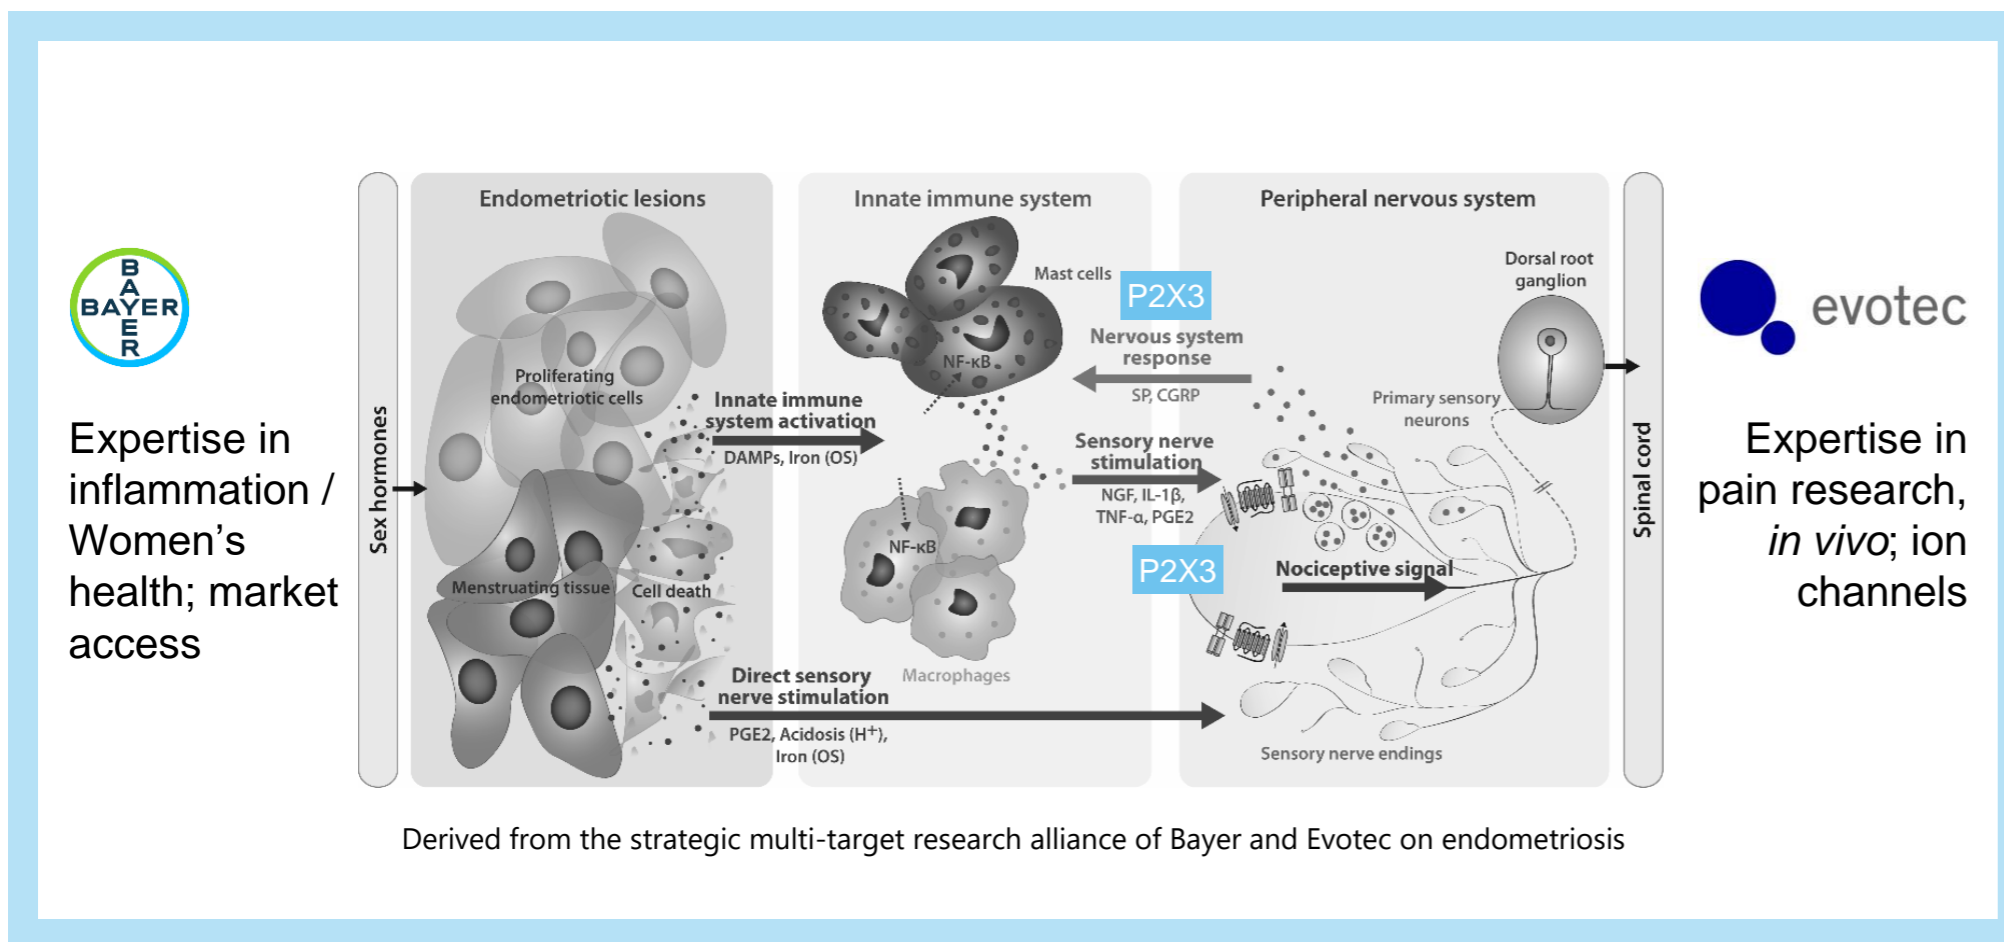 BAYER
BAYER
Expertise in
inflammation /
Women's
health; market
access
Sex hormones
Endometriotic lesions
Proliferating
endometriotic cells
Menstruating tissue
Cell death
Innate immune
system activation
DAMPs, Iron (OS)
Direct sensory
nerve stimulation
PGE2, Acidosis (H⁺),
Iron (OS)
Innate immune system
Mast cells
NF-κB
NF-κB
Macrophages
P2X3
Nervous system
response
SP, CGRP
Sensory nerve
stimulation
NGF, IL-1β,
TNF-α, PGE2
P2X3
Peripheral nervous system
Dorsal root
ganglion
Primary sensory
neurons
Nociceptive signal
Sensory nerve endings
Spinal cord
evotec
Expertise in
pain research,
in vivo; ion
channels
Derived from the strategic multi-target research alliance of Bayer and Evotec on endometriosis